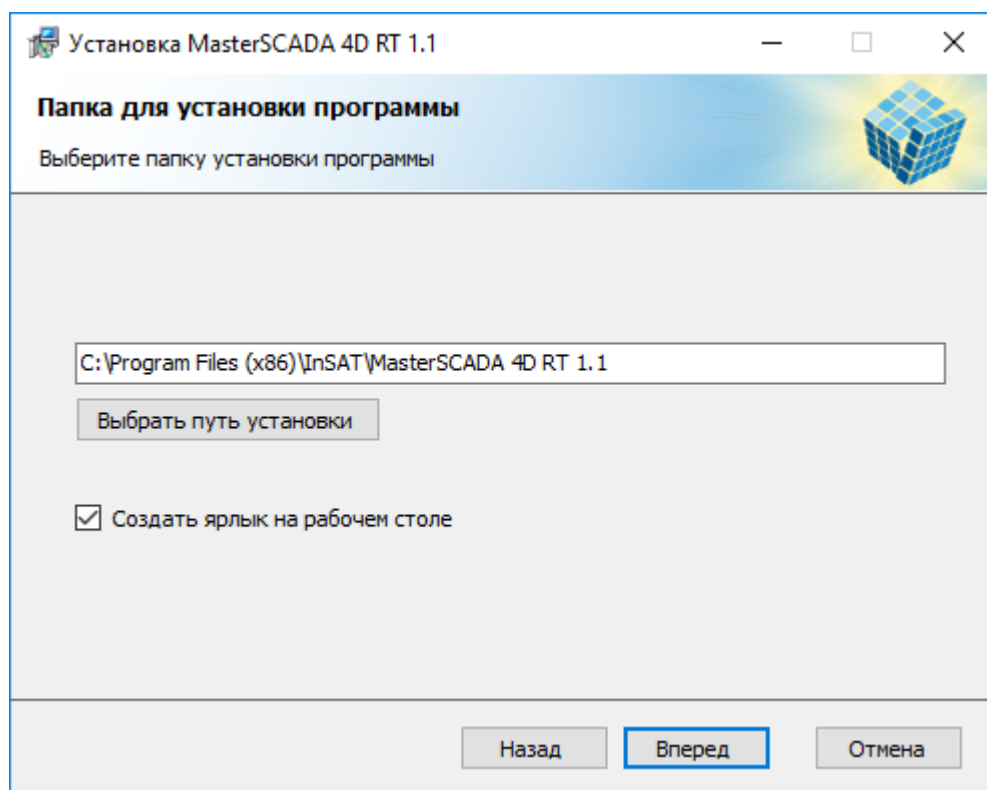 Установка MasterSCADA 4D RT 1.1
Папка для установки программы
Выберите папку установки программы
C:\Program Files (x86)\InSAT\MasterSCADA 4D RT 1.1
Выбрать путь установки
Создать ярлык на рабочем столе
Назад Вперед Отмена